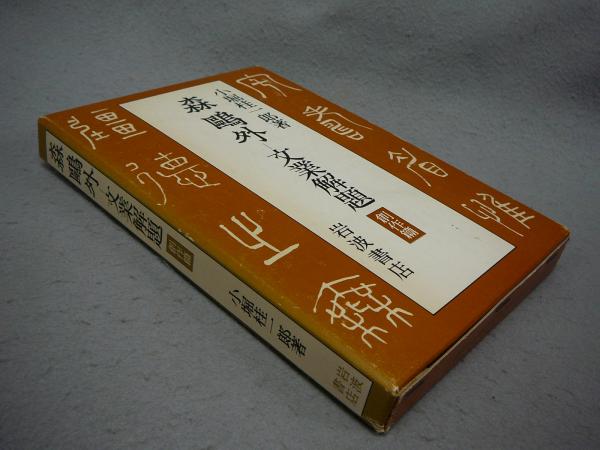 小堀桂一郎著
森鷗外 文業解題
創作篇
岩波書店
森鷗外 文業解題
創作篇
小堀桂一郎著
岩波書店